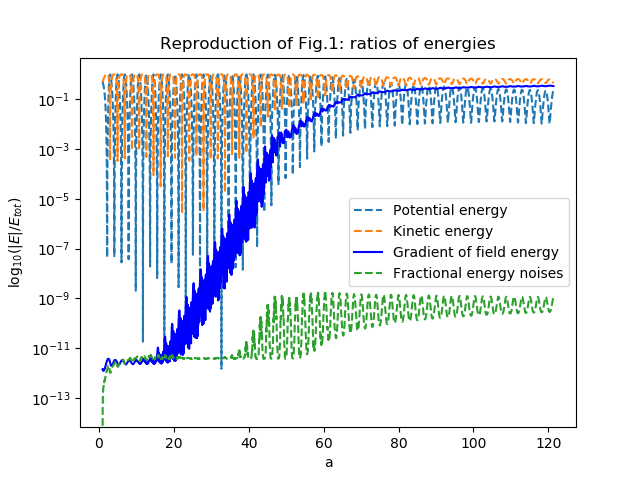 Reproduction of Fig.1: ratios of energies
log₁₀(|E|/E_tot)
10⁻¹
10⁻³
10⁻⁵
10⁻⁷
10⁻⁹
10⁻¹¹
10⁻¹³
Potential energy
Kinetic energy
Gradient of field energy
Fractional energy noises
0 20 40 60 80 100 120
a